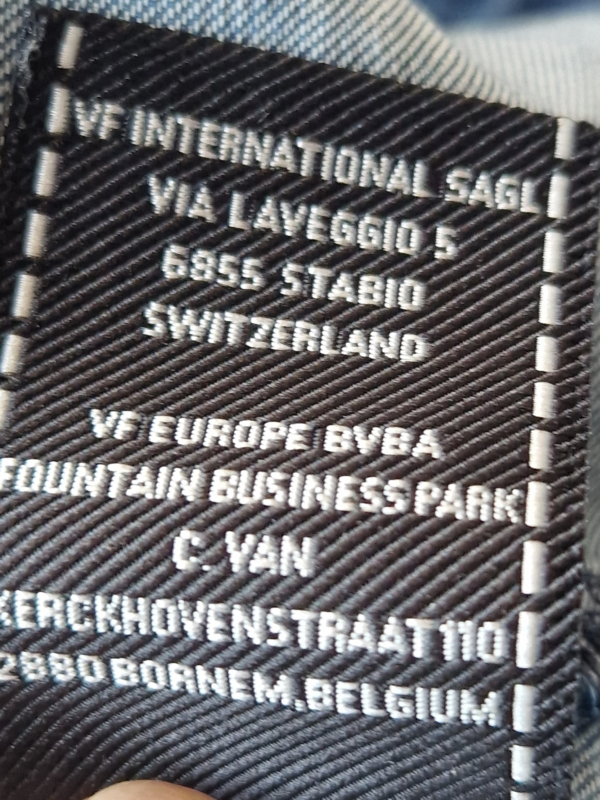 VF INTERNATIONAL SAGL
VIA LAVEGGIO 5
6855 STABIO
SWITZERLAND
VF EUROPE BVBA
FOUNTAIN BUSINESS PARK
C. VAN
KERCKHOVENSTRAAT 110
2880 BORNEM.BELGIUM